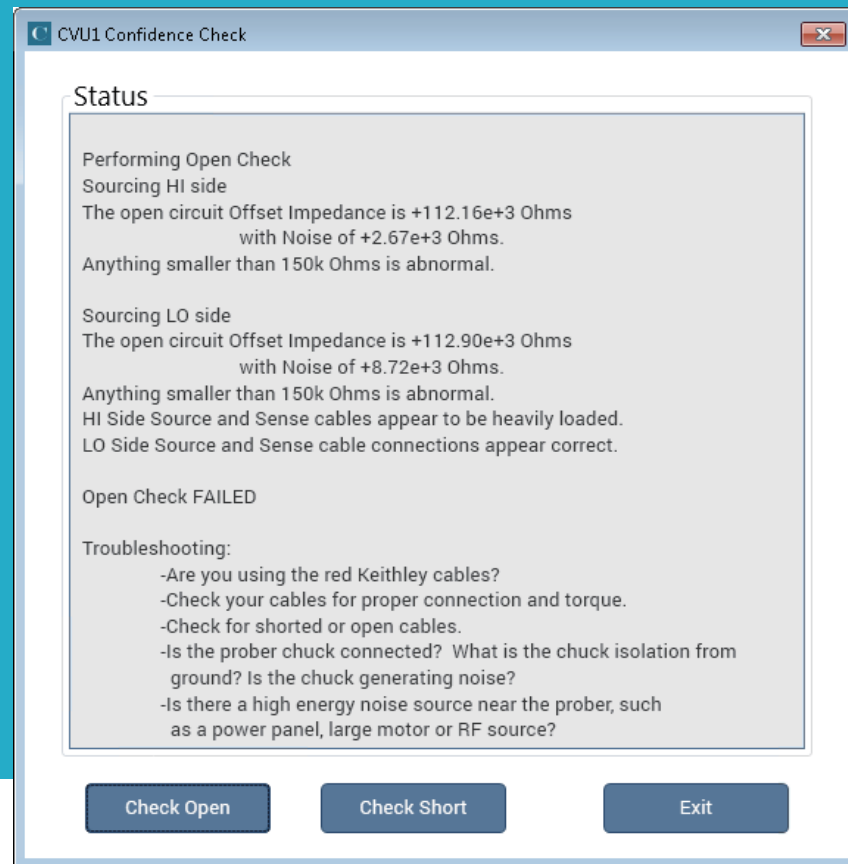 C CVU1 Confidence Check
Status
Performing Open Check
Sourcing HI side
The open circuit Offset Impedance is +112.16e+3 Ohms
with Noise of +2.67e+3 Ohms.
Anything smaller than 150k Ohms is abnormal.
Sourcing LO side
The open circuit Offset Impedance is +112.90e+3 Ohms
with Noise of +8.72e+3 Ohms.
Anything smaller than 150k Ohms is abnormal.
HI Side Source and Sense cables appear to be heavily loaded.
LO Side Source and Sense cable connections appear correct.
Open Check FAILED
Troubleshooting:
-Are you using the red Keithley cables?
-Check your cables for proper connection and torque.
-Check for shorted or open cables.
-Is the prober chuck connected? What is the chuck isolation from
ground? Is the chuck generating noise?
-Is there a high energy noise source near the prober, such
as a power panel, large motor or RF source?
Check Open Check Short Exit